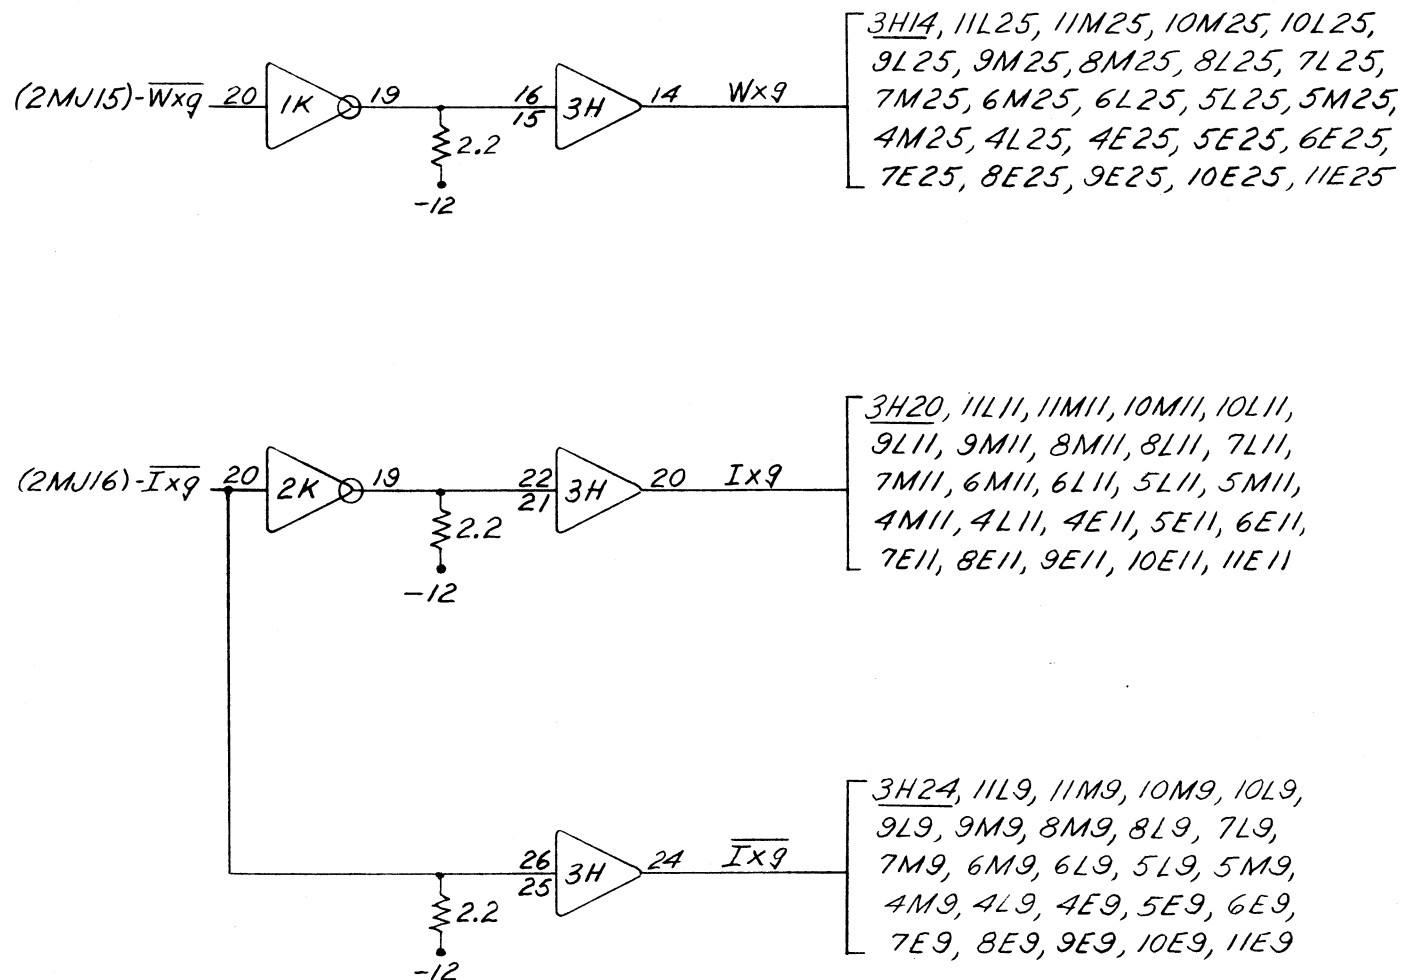 (2MJ15)-W̅x̅g̅ 20 1K 19 16 15 3H 14 Wxg
2.2
-12
3H14, 11L25, 11M25, 10M25, 10L25,
9L25, 9M25, 8M25, 8L25, 7L25,
7M25, 6M25, 6L25, 5L25, 5M25,
4M25, 4L25, 4E25, 5E25, 6E25,
7E25, 8E25, 9E25, 10E25, 11E25
(2MJ16)-I̅x̅g̅ 20 2K 19 22 21 3H 20 Ixg
2.2
-12
3H20, 11L11, 11M11, 10M11, 10L11,
9L11, 9M11, 8M11, 8L11, 7L11,
7M11, 6M11, 6L11, 5L11, 5M11,
4M11, 4L11, 4E11, 5E11, 6E11,
7E11, 8E11, 9E11, 10E11, 11E11
26 25 3H 24 I̅x̅g̅
2.2
-12
3H24, 11L9, 11M9, 10M9, 10L9,
9L9, 9M9, 8M9, 8L9, 7L9,
7M9, 6M9, 6L9, 5L9, 5M9,
4M9, 4L9, 4E9, 5E9, 6E9,
7E9, 8E9, 9E9, 10E9, 11E9